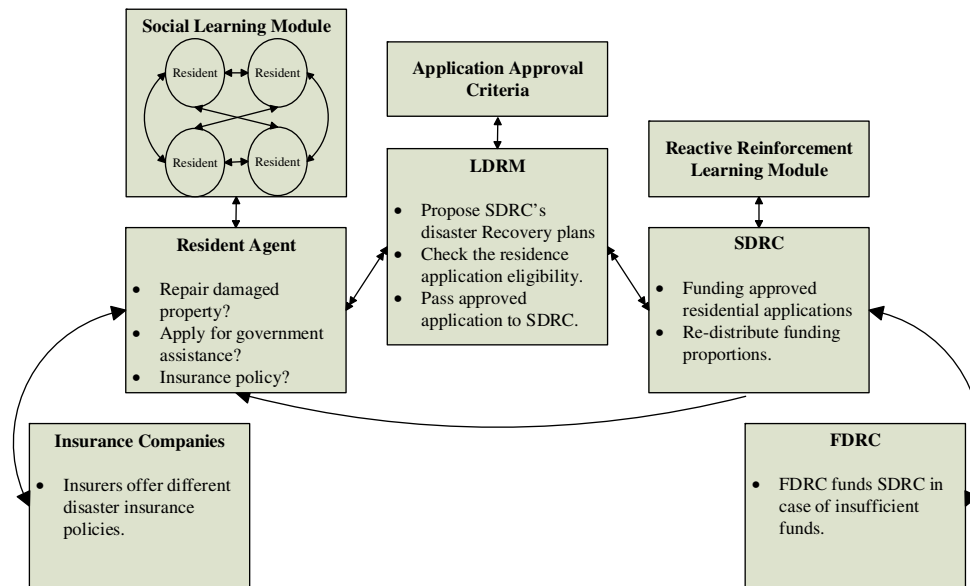 Social Learning Module
Resident
Resident
Resident
Resident
Application Approval
Criteria
Reactive Reinforcement
Learning Module
Resident Agent
• Repair damaged
property?
• Apply for government
assistance?
• Insurance policy?
LDRM
• Propose SDRC’s
disaster Recovery plans
• Check the residence
application eligibility.
• Pass approved
application to SDRC.
SDRC
• Funding approved
residential applications
• Re-distribute funding
proportions.
Insurance Companies
• Insurers offer different
disaster insurance
policies.
FDRC
• FDRC funds SDRC in
case of insufficient
funds.